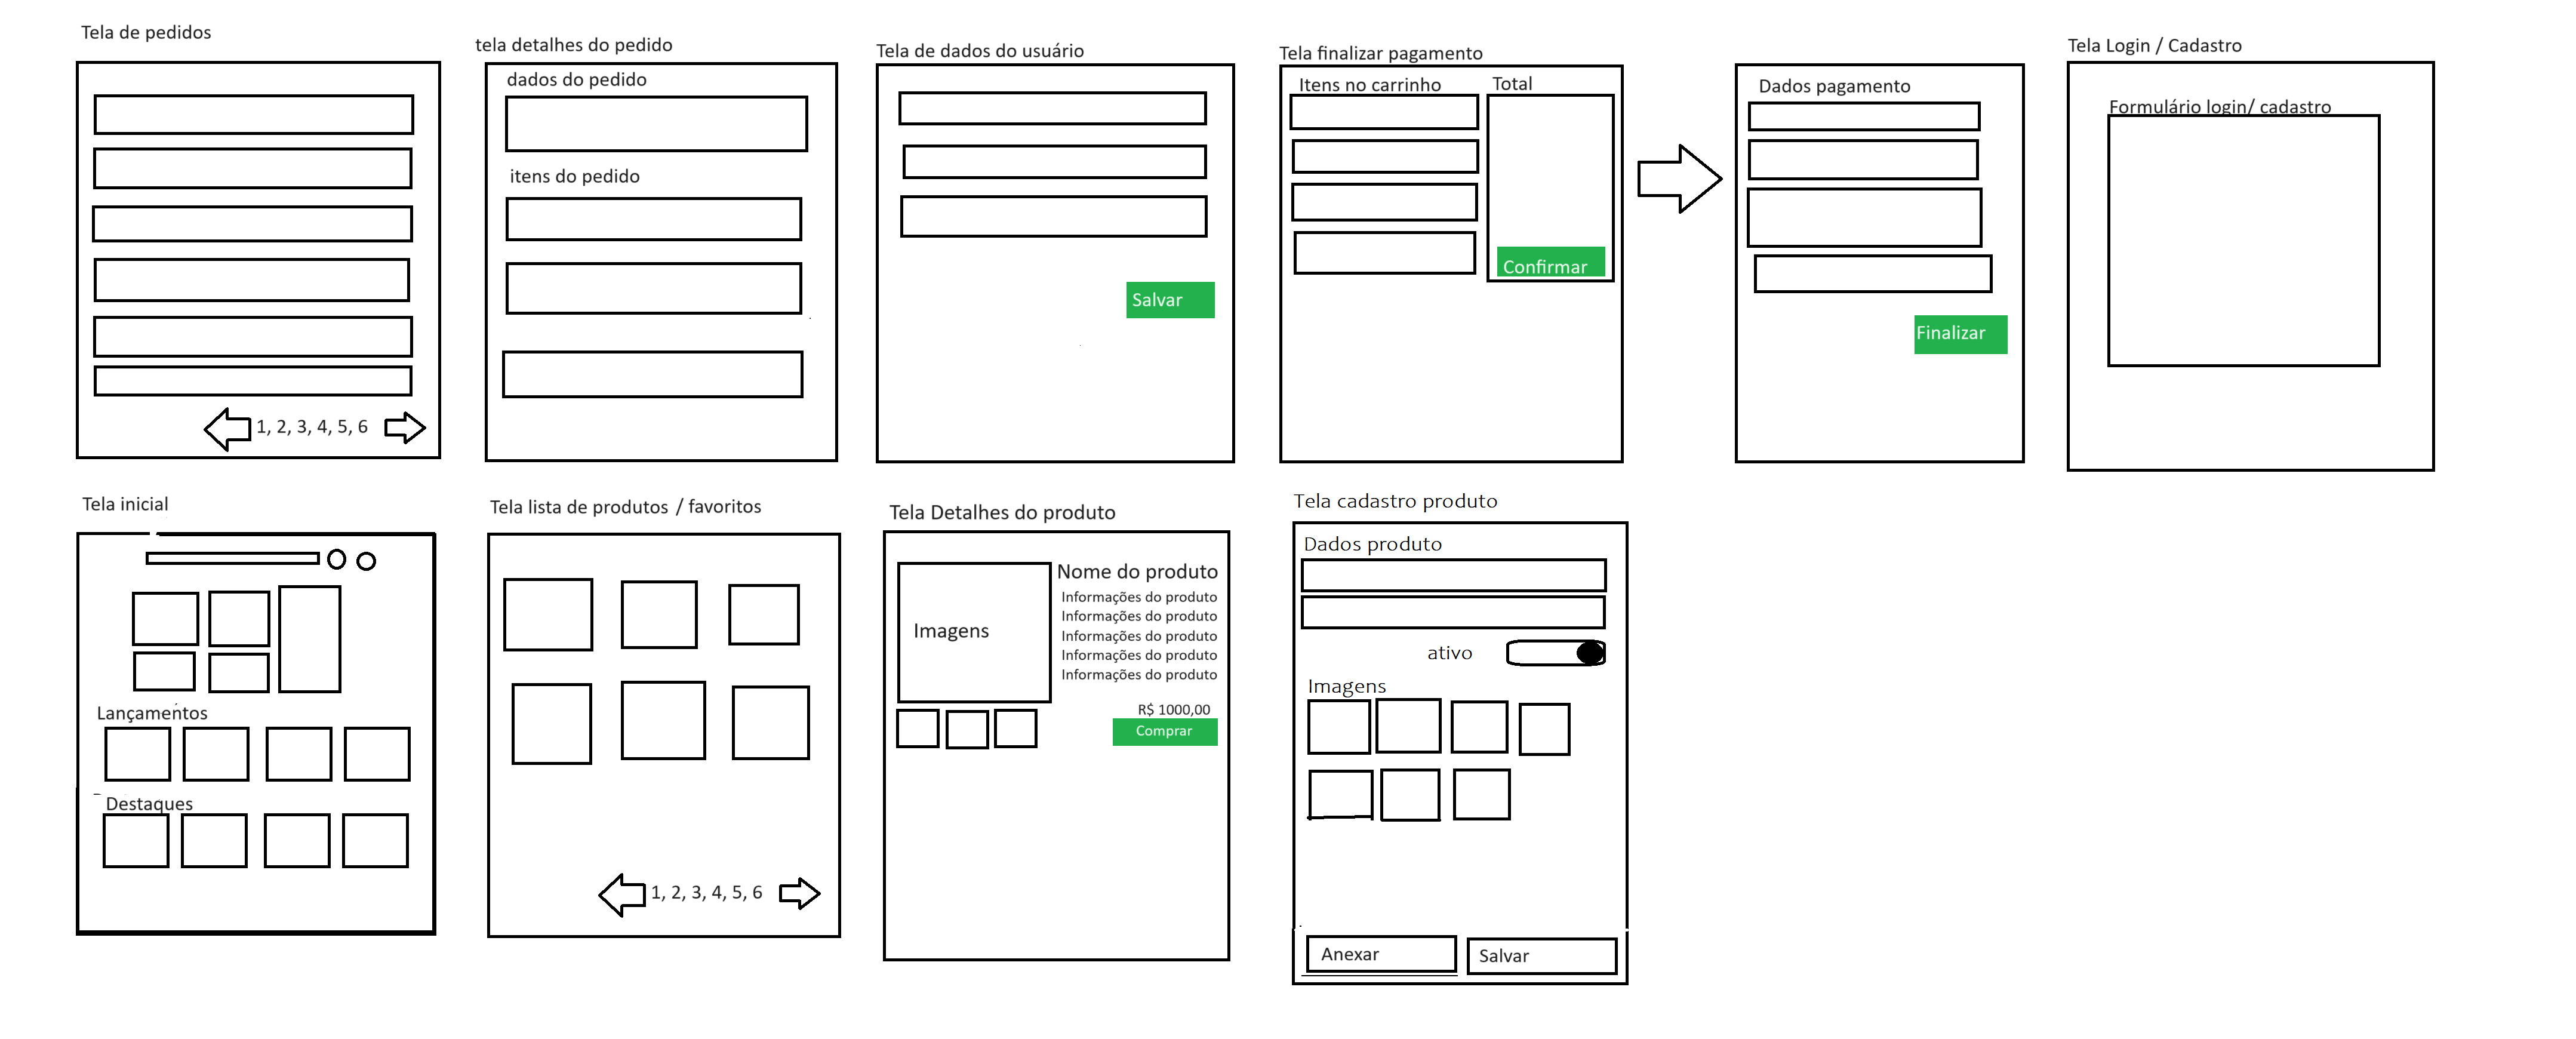 Tela de pedidos
1, 2, 3, 4, 5, 6
tela detalhes do pedido
dados do pedido
itens do pedido
Tela de dados do usuário
Salvar
Tela finalizar pagamento
Itens no carrinho
Total
Confirmar
Dados pagamento
Finalizar
Tela Login / Cadastro
Formulário login/ cadastro
Tela inicial
Lançamentos
Destaques
Tela lista de produtos / favoritos
1, 2, 3, 4, 5, 6
Tela Detalhes do produto
Imagens
Nome do produto
Informações do produto
Informações do produto
Informações do produto
Informações do produto
Informações do produto
R$ 1000,00
Comprar
Tela cadastro produto
Dados produto
ativo
Imagens
Anexar
Salvar